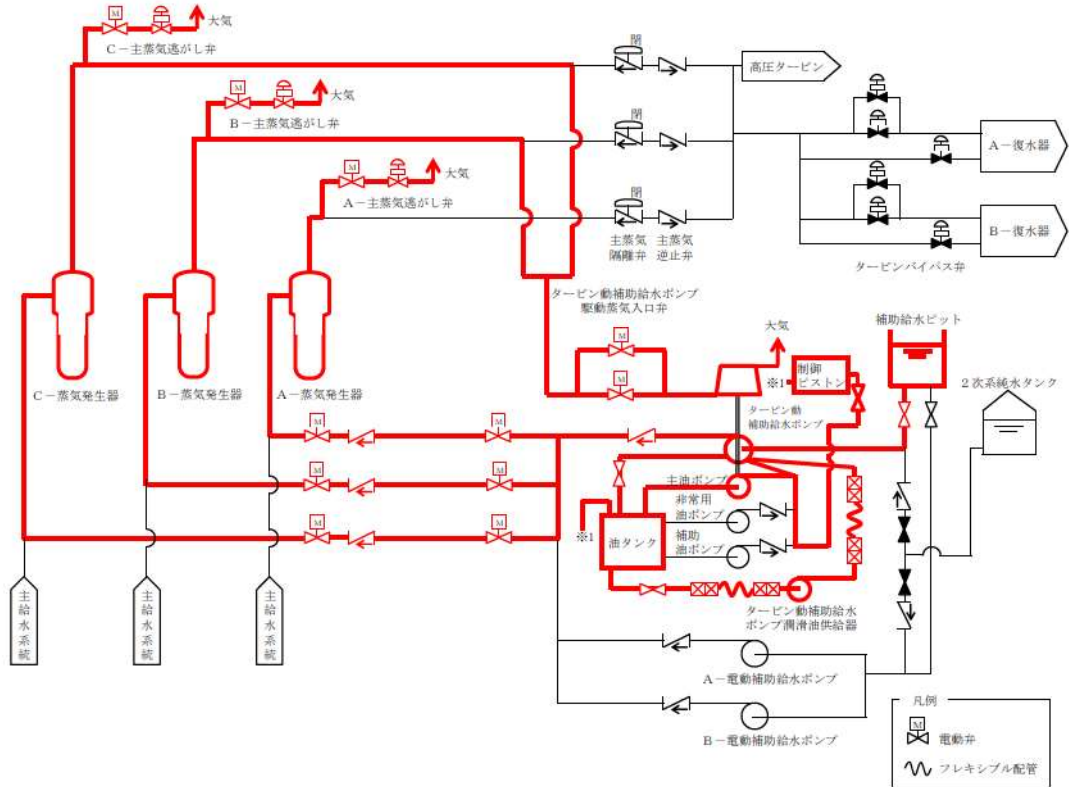 大気
M
C－主蒸気逃がし弁
閉
高圧タービン
M
大気
B－主蒸気逃がし弁
閉
A－復水器
M
大気
A－主蒸気逃がし弁
閉
主蒸気
隔離弁
主蒸気
逆止弁
B－復水器
タービンバイパス弁
タービン動補助給水ポンプ
駆動蒸気入口弁
大気
補助給水ピット
M
M
※1
制御
ピストン
2次系純水タンク
C－蒸気発生器
B－蒸気発生器
A－蒸気発生器
タービン動
補助給水ポンプ
M
M
M
M
M
M
主油ポンプ
非常用
油ポンプ
補助
油ポンプ
※1
油タンク
タービン動補助給水
ポンプ潤滑油供給器
主給水系統
主給水系統
主給水系統
A－電動補助給水ポンプ
B－電動補助給水ポンプ
凡例
M
電動弁
フレキシブル配管